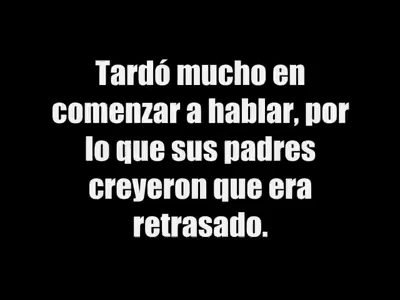 Tardó mucho en
comenzar a hablar, por
lo que sus padres
creyeron que era
retrasado.